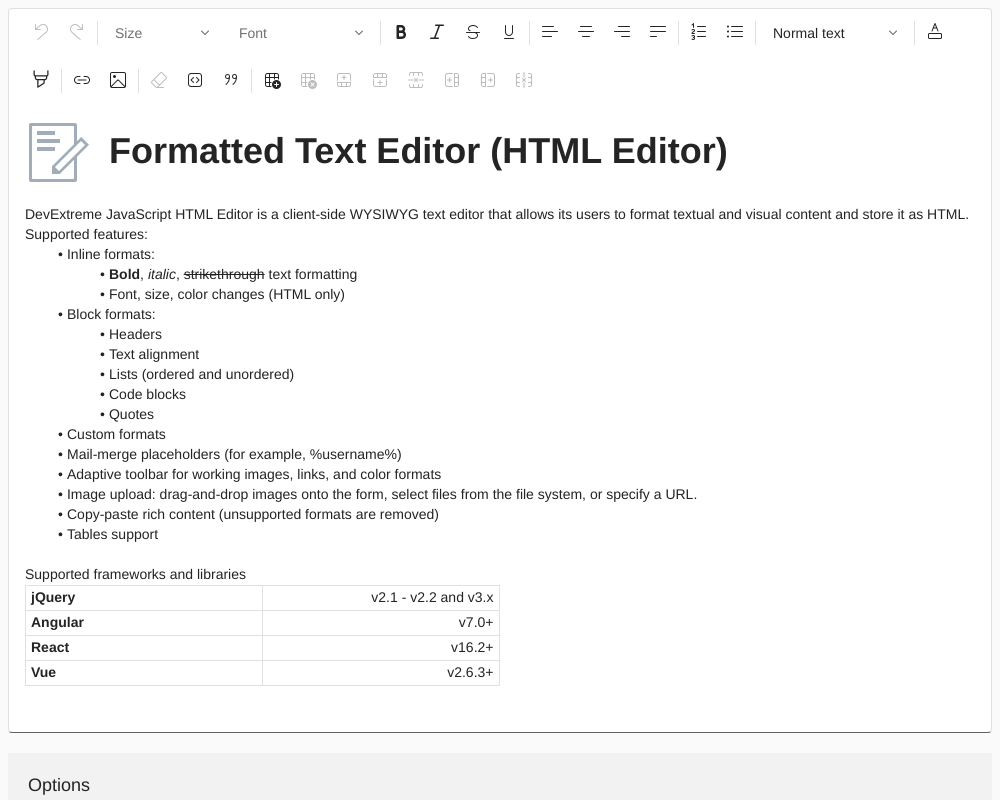 Size
Font
Normal text
Formatted Text Editor (HTML Editor)
DevExtreme JavaScript HTML Editor is a client-side WYSIWYG text editor that allows its users to format textual and visual content and store it as HTML.
Supported features:
• Inline formats:
• Bold, italic, strikethrough text formatting
• Font, size, color changes (HTML only)
• Block formats:
• Headers
• Text alignment
• Lists (ordered and unordered)
• Code blocks
• Quotes
• Custom formats
• Mail-merge placeholders (for example, %username%)
• Adaptive toolbar for working images, links, and color formats
• Image upload: drag-and-drop images onto the form, select files from the file system, or specify a URL.
• Copy-paste rich content (unsupported formats are removed)
• Tables support
Supported frameworks and libraries
jQuery v2.1 - v2.2 and v3.x
Angular v7.0+
React v16.2+
Vue v2.6.3+
Options